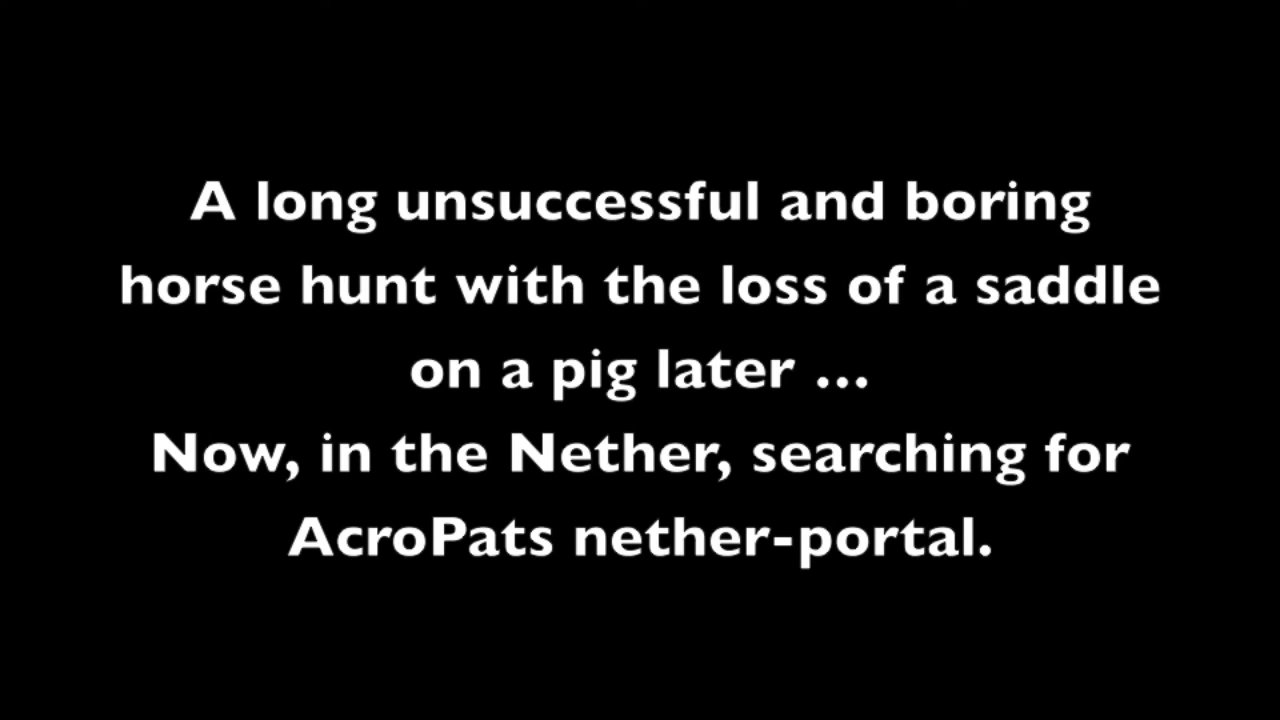 A long unsuccessful and boring
horse hunt with the loss of a saddle
on a pig later ...
Now, in the Nether, searching for
AcroPats nether-portal.